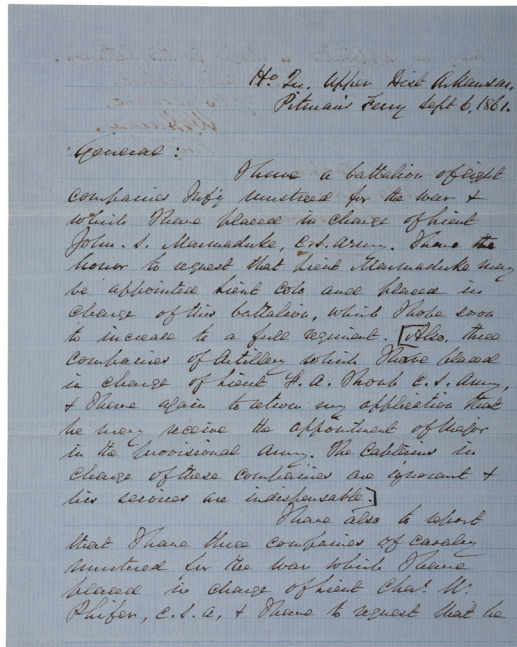 Hd Qrs. Upper Dist Arkansas,
Pitman's Ferry Sept 6, 1861.
General:
I have a battalion of eight
companies Inf'y mustered for the war &
which I have placed in charge of Lieut
John. S. Marmaduke, C.S. Army. I have the
honor to request that Lieut Marmaduke may
be appointed Lieut Col: and placed in
charge of this battalion, which I hope soon
to increase to a full regiment. [Also, three
companies of Artillery which I have placed
in charge of Lieut F. A. Shoup C.S. Army,
& I have again to return my application that
he may receive the appointment of Major
in the Provisional Army. The Captains in
charge of these companies are ignorant &
his services are indispensable.]
I have also to report
that I have three companies of cavalry
mustered for the war which I have
placed in charge of Lieut Chas. W.
Phifer, C.S.A, & I have to request that he